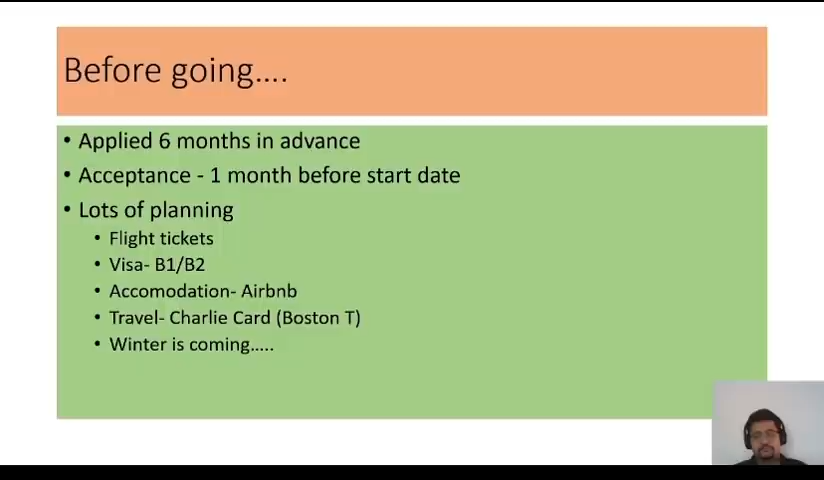 Before going....
• Applied 6 months in advance
• Acceptance - 1 month before start date
• Lots of planning
• Flight tickets
• Visa- B1/B2
• Accomodation- Airbnb
• Travel- Charlie Card (Boston T)
• Winter is coming.....